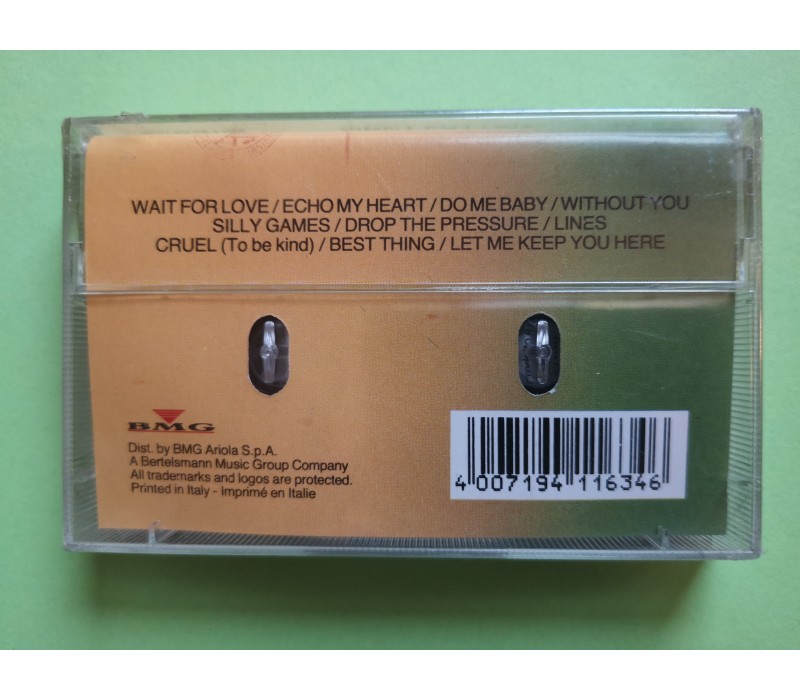 WAIT FOR LOVE / ECHO MY HEART / DO ME BABY / WITHOUT YOU
SILLY GAMES / DROP THE PRESSURE / LINES
CRUEL (To be kind) / BEST THING / LET ME KEEP YOU HERE
BMG
Dist. by BMG Ariola S.p.A.
A Bertelsmann Music Group Company
All trademarks and logos are protected.
Printed in Italy - Imprimé en Italie
4 007194 116346